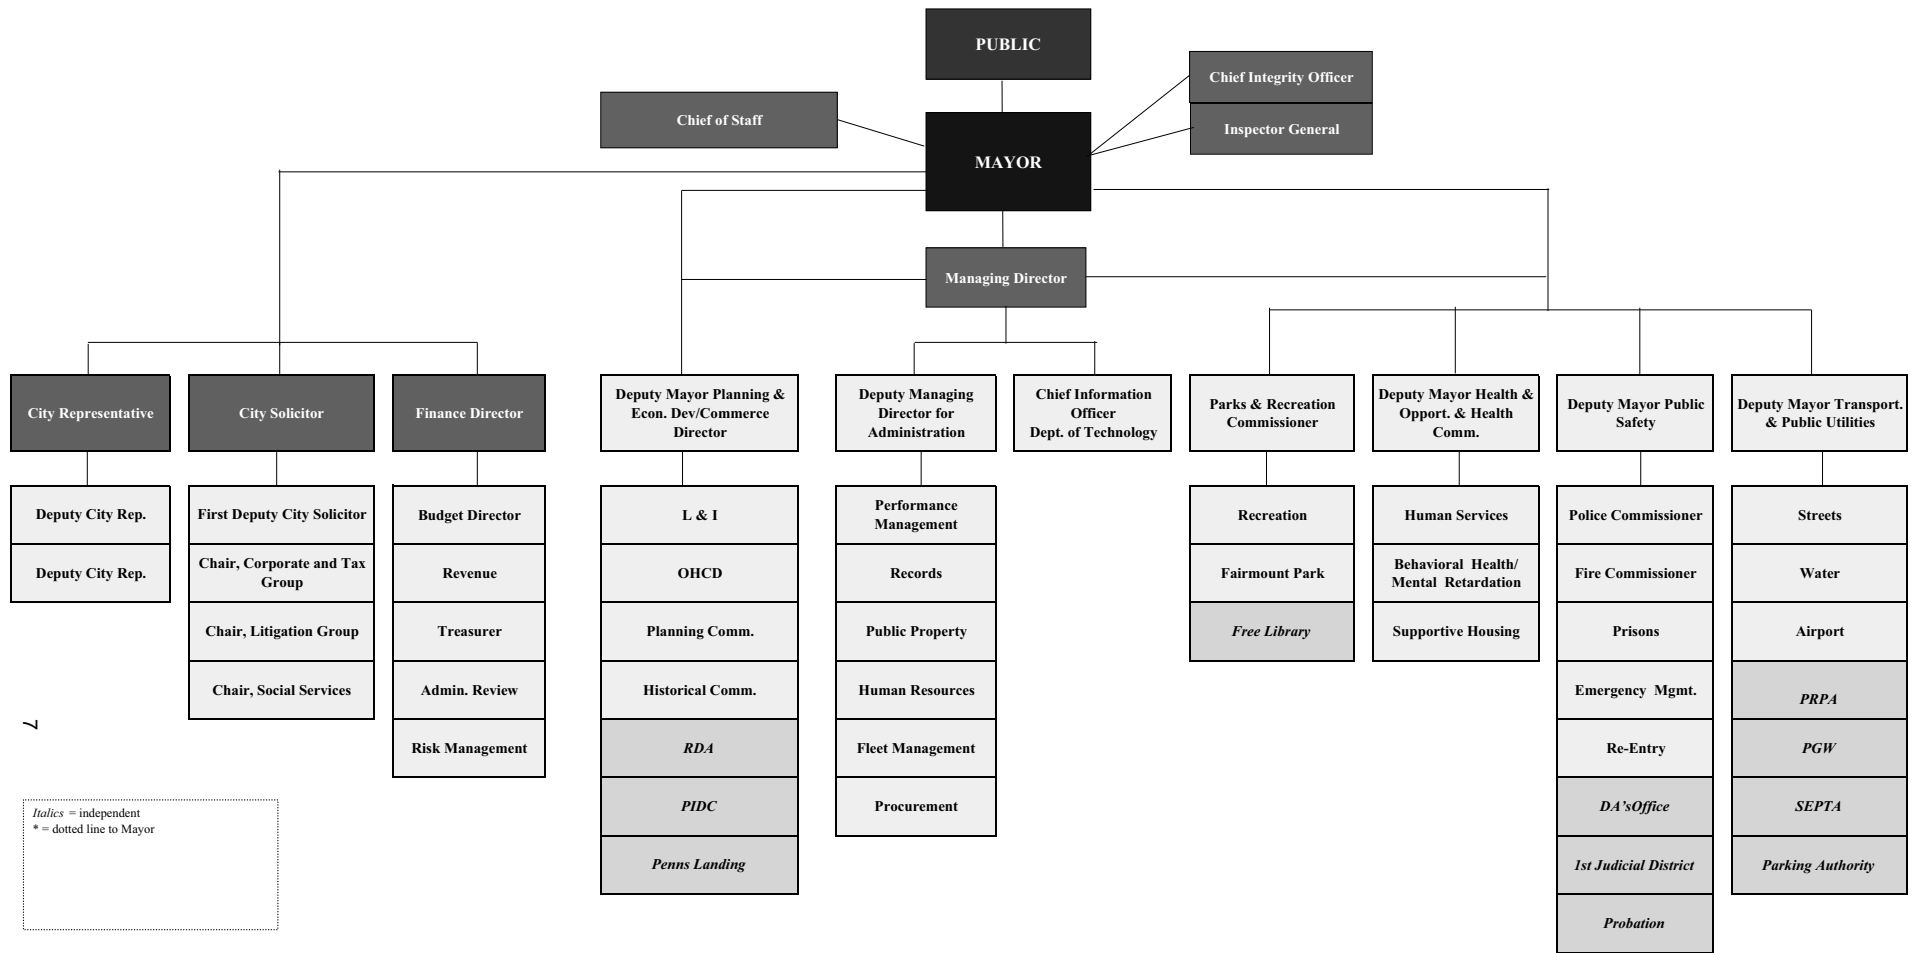 PUBLIC
Chief Integrity Officer
Chief of Staff
Inspector General
MAYOR
Managing Director
City Representative
City Solicitor
Finance Director
Deputy Mayor Planning &
Econ. Dev/Commerce
Director
Deputy Managing
Director for
Administration
Chief Information
Officer
Dept. of Technology
Parks & Recreation
Commissioner
Deputy Mayor Health &
Opport. & Health
Comm.
Deputy Mayor Public
Safety
Deputy Mayor Transport.
& Public Utilities
Deputy City Rep.
Deputy City Rep.
First Deputy City Solicitor
Chair, Corporate and Tax
Group
Chair, Litigation Group
Chair, Social Services
Budget Director
Revenue
Treasurer
Admin. Review
Risk Management
L & I
OHCD
Planning Comm.
Historical Comm.
RDA
PIDC
Penns Landing
Performance
Management
Records
Public Property
Human Resources
Fleet Management
Procurement
Recreation
Fairmount Park
Free Library
Human Services
Behavioral Health/
Mental Retardation
Supportive Housing
Police Commissioner
Fire Commissioner
Prisons
Emergency Mgmt.
Re-Entry
DA'sOffice
1st Judicial District
Probation
Streets
Water
Airport
PRPA
PGW
SEPTA
Parking Authority
7
Italics = independent
* = dotted line to Mayor